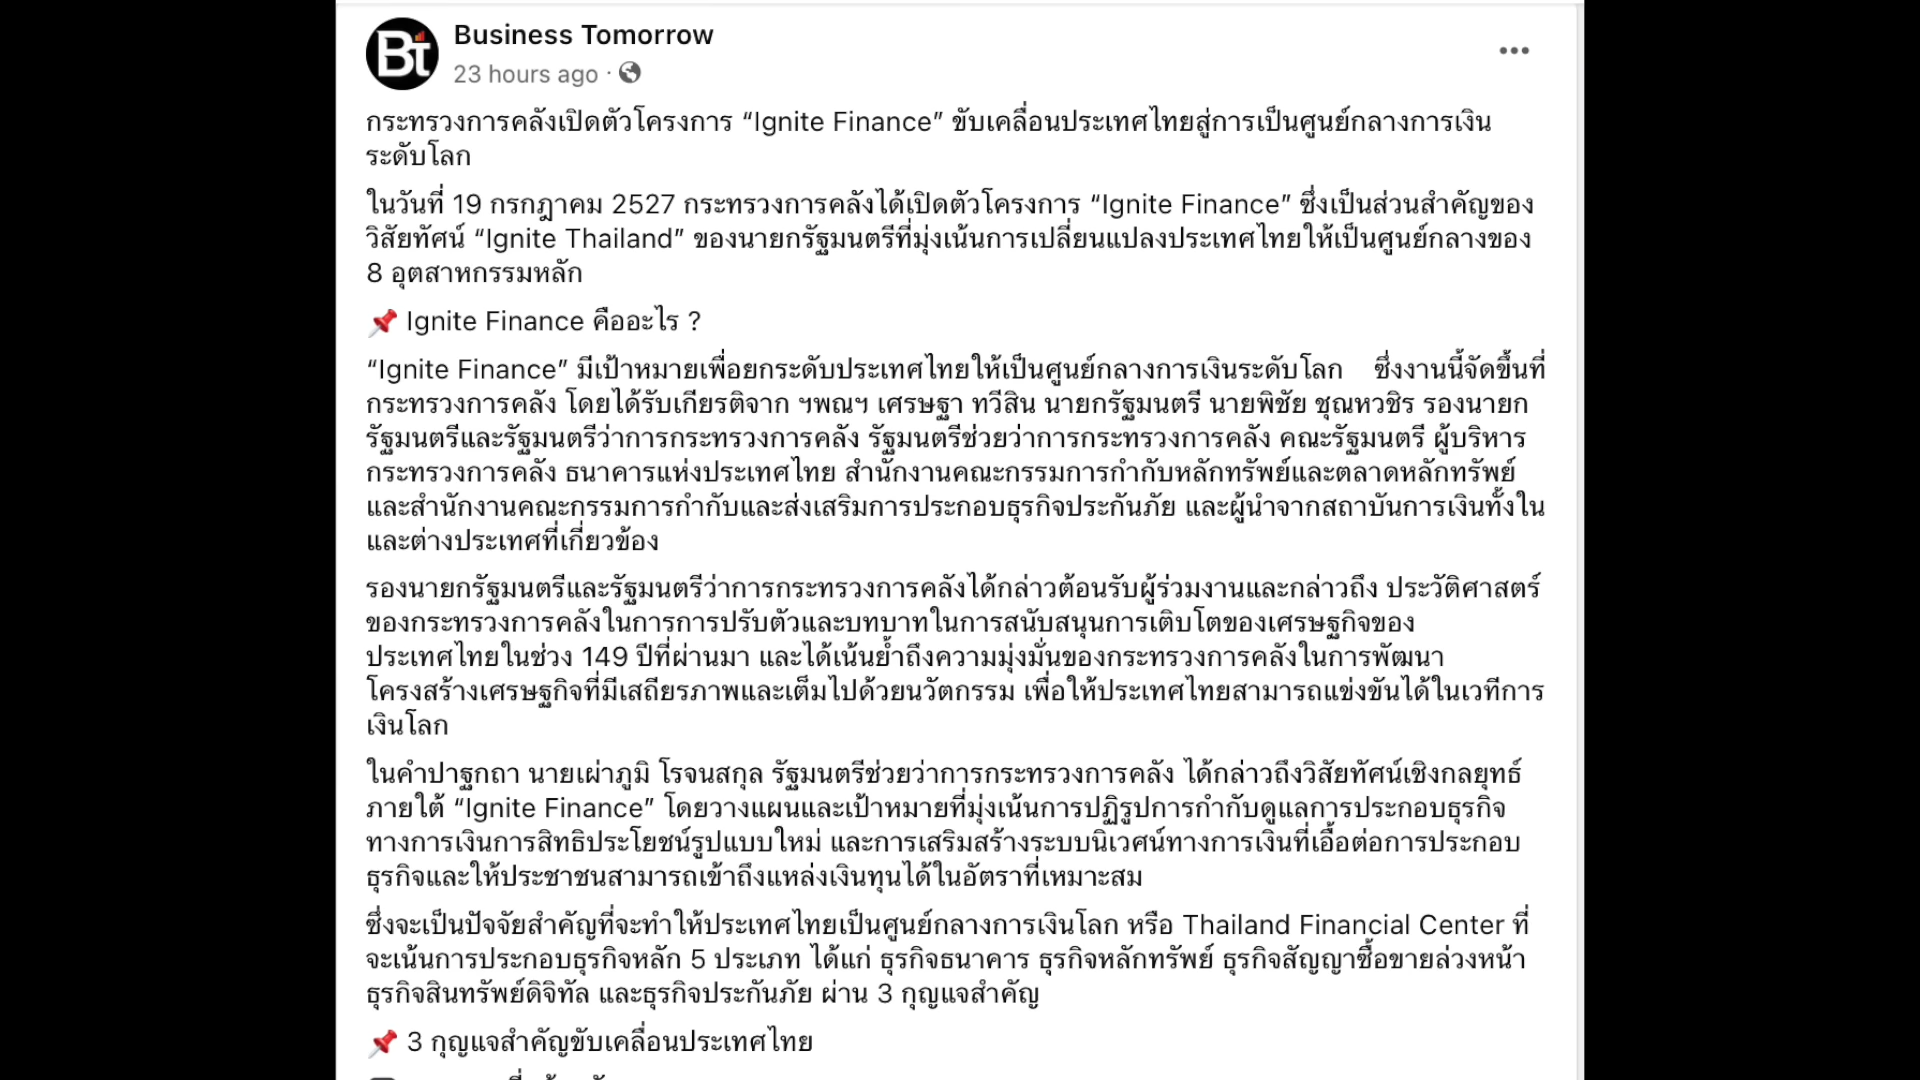 Bt
Business Tomorrow
23 hours ago ·
กระทรวงการคลังเปิดตัวโครงการ “Ignite Finance” ขับเคลื่อนประเทศไทยสู่การเป็นศูนย์กลางการเงิน
ระดับโลก
ในวันที่ 19 กรกฎาคม 2527 กระทรวงการคลังได้เปิดตัวโครงการ “Ignite Finance” ซึ่งเป็นส่วนสำคัญของ
วิสัยทัศน์ “Ignite Thailand” ของนายกรัฐมนตรีที่มุ่งเน้นการเปลี่ยนแปลงประเทศไทยให้เป็นศูนย์กลางของ
8 อุตสาหกรรมหลัก
📌 Ignite Finance คืออะไร ?
“Ignite Finance” มีเป้าหมายเพื่อยกระดับประเทศไทยให้เป็นศูนย์กลางการเงินระดับโลก ซึ่งงานนี้จัดขึ้นที่
กระทรวงการคลัง โดยได้รับเกียรติจาก ฯพณฯ เศรษฐา ทวีสิน นายกรัฐมนตรี นายพิชัย ชุณหวชิร รองนายก
รัฐมนตรีและรัฐมนตรีว่าการกระทรวงการคลัง รัฐมนตรีช่วยว่าการกระทรวงการคลัง คณะรัฐมนตรี ผู้บริหาร
กระทรวงการคลัง ธนาคารแห่งประเทศไทย สำนักงานคณะกรรมการกำกับหลักทรัพย์และตลาดหลักทรัพย์
และสำนักงานคณะกรรมการกำกับและส่งเสริมการประกอบธุรกิจประกันภัย และผู้นำจากสถาบันการเงินทั้งใน
และต่างประเทศที่เกี่ยวข้อง
รองนายกรัฐมนตรีและรัฐมนตรีว่าการกระทรวงการคลังได้กล่าวต้อนรับผู้ร่วมงานและกล่าวถึง ประวัติศาสตร์
ของกระทรวงการคลังในการการปรับตัวและบทบาทในการสนับสนุนการเติบโตของเศรษฐกิจของ
ประเทศไทยในช่วง 149 ปีที่ผ่านมา และได้เน้นย้ำถึงความมุ่งมั่นของกระทรวงการคลังในการพัฒนา
โครงสร้างเศรษฐกิจที่มีเสถียรภาพและเต็มไปด้วยนวัตกรรม เพื่อให้ประเทศไทยสามารถแข่งขันได้ในเวทีการ
เงินโลก
ในคำปาฐกถา นายเผ่าภูมิ โรจนสกุล รัฐมนตรีช่วยว่าการกระทรวงการคลัง ได้กล่าวถึงวิสัยทัศน์เชิงกลยุทธ์
ภายใต้ “Ignite Finance” โดยวางแผนและเป้าหมายที่มุ่งเน้นการปฏิรูปการกำกับดูแลการประกอบธุรกิจ
ทางการเงินการสิทธิประโยชน์รูปแบบใหม่ และการเสริมสร้างระบบนิเวศน์ทางการเงินที่เอื้อต่อการประกอบ
ธุรกิจและให้ประชาชนสามารถเข้าถึงแหล่งเงินทุนได้ในอัตราที่เหมาะสม
ซึ่งจะเป็นปัจจัยสำคัญที่จะทำให้ประเทศไทยเป็นศูนย์กลางการเงินโลก หรือ Thailand Financial Center ที่
จะเน้นการประกอบธุรกิจหลัก 5 ประเภท ได้แก่ ธุรกิจธนาคาร ธุรกิจหลักทรัพย์ ธุรกิจสัญญาซื้อขายล่วงหน้า
ธุรกิจสินทรัพย์ดิจิทัล และธุรกิจประกันภัย ผ่าน 3 กุญแจสำคัญ
📌 3 กุญแจสำคัญขับเคลื่อนประเทศไทย